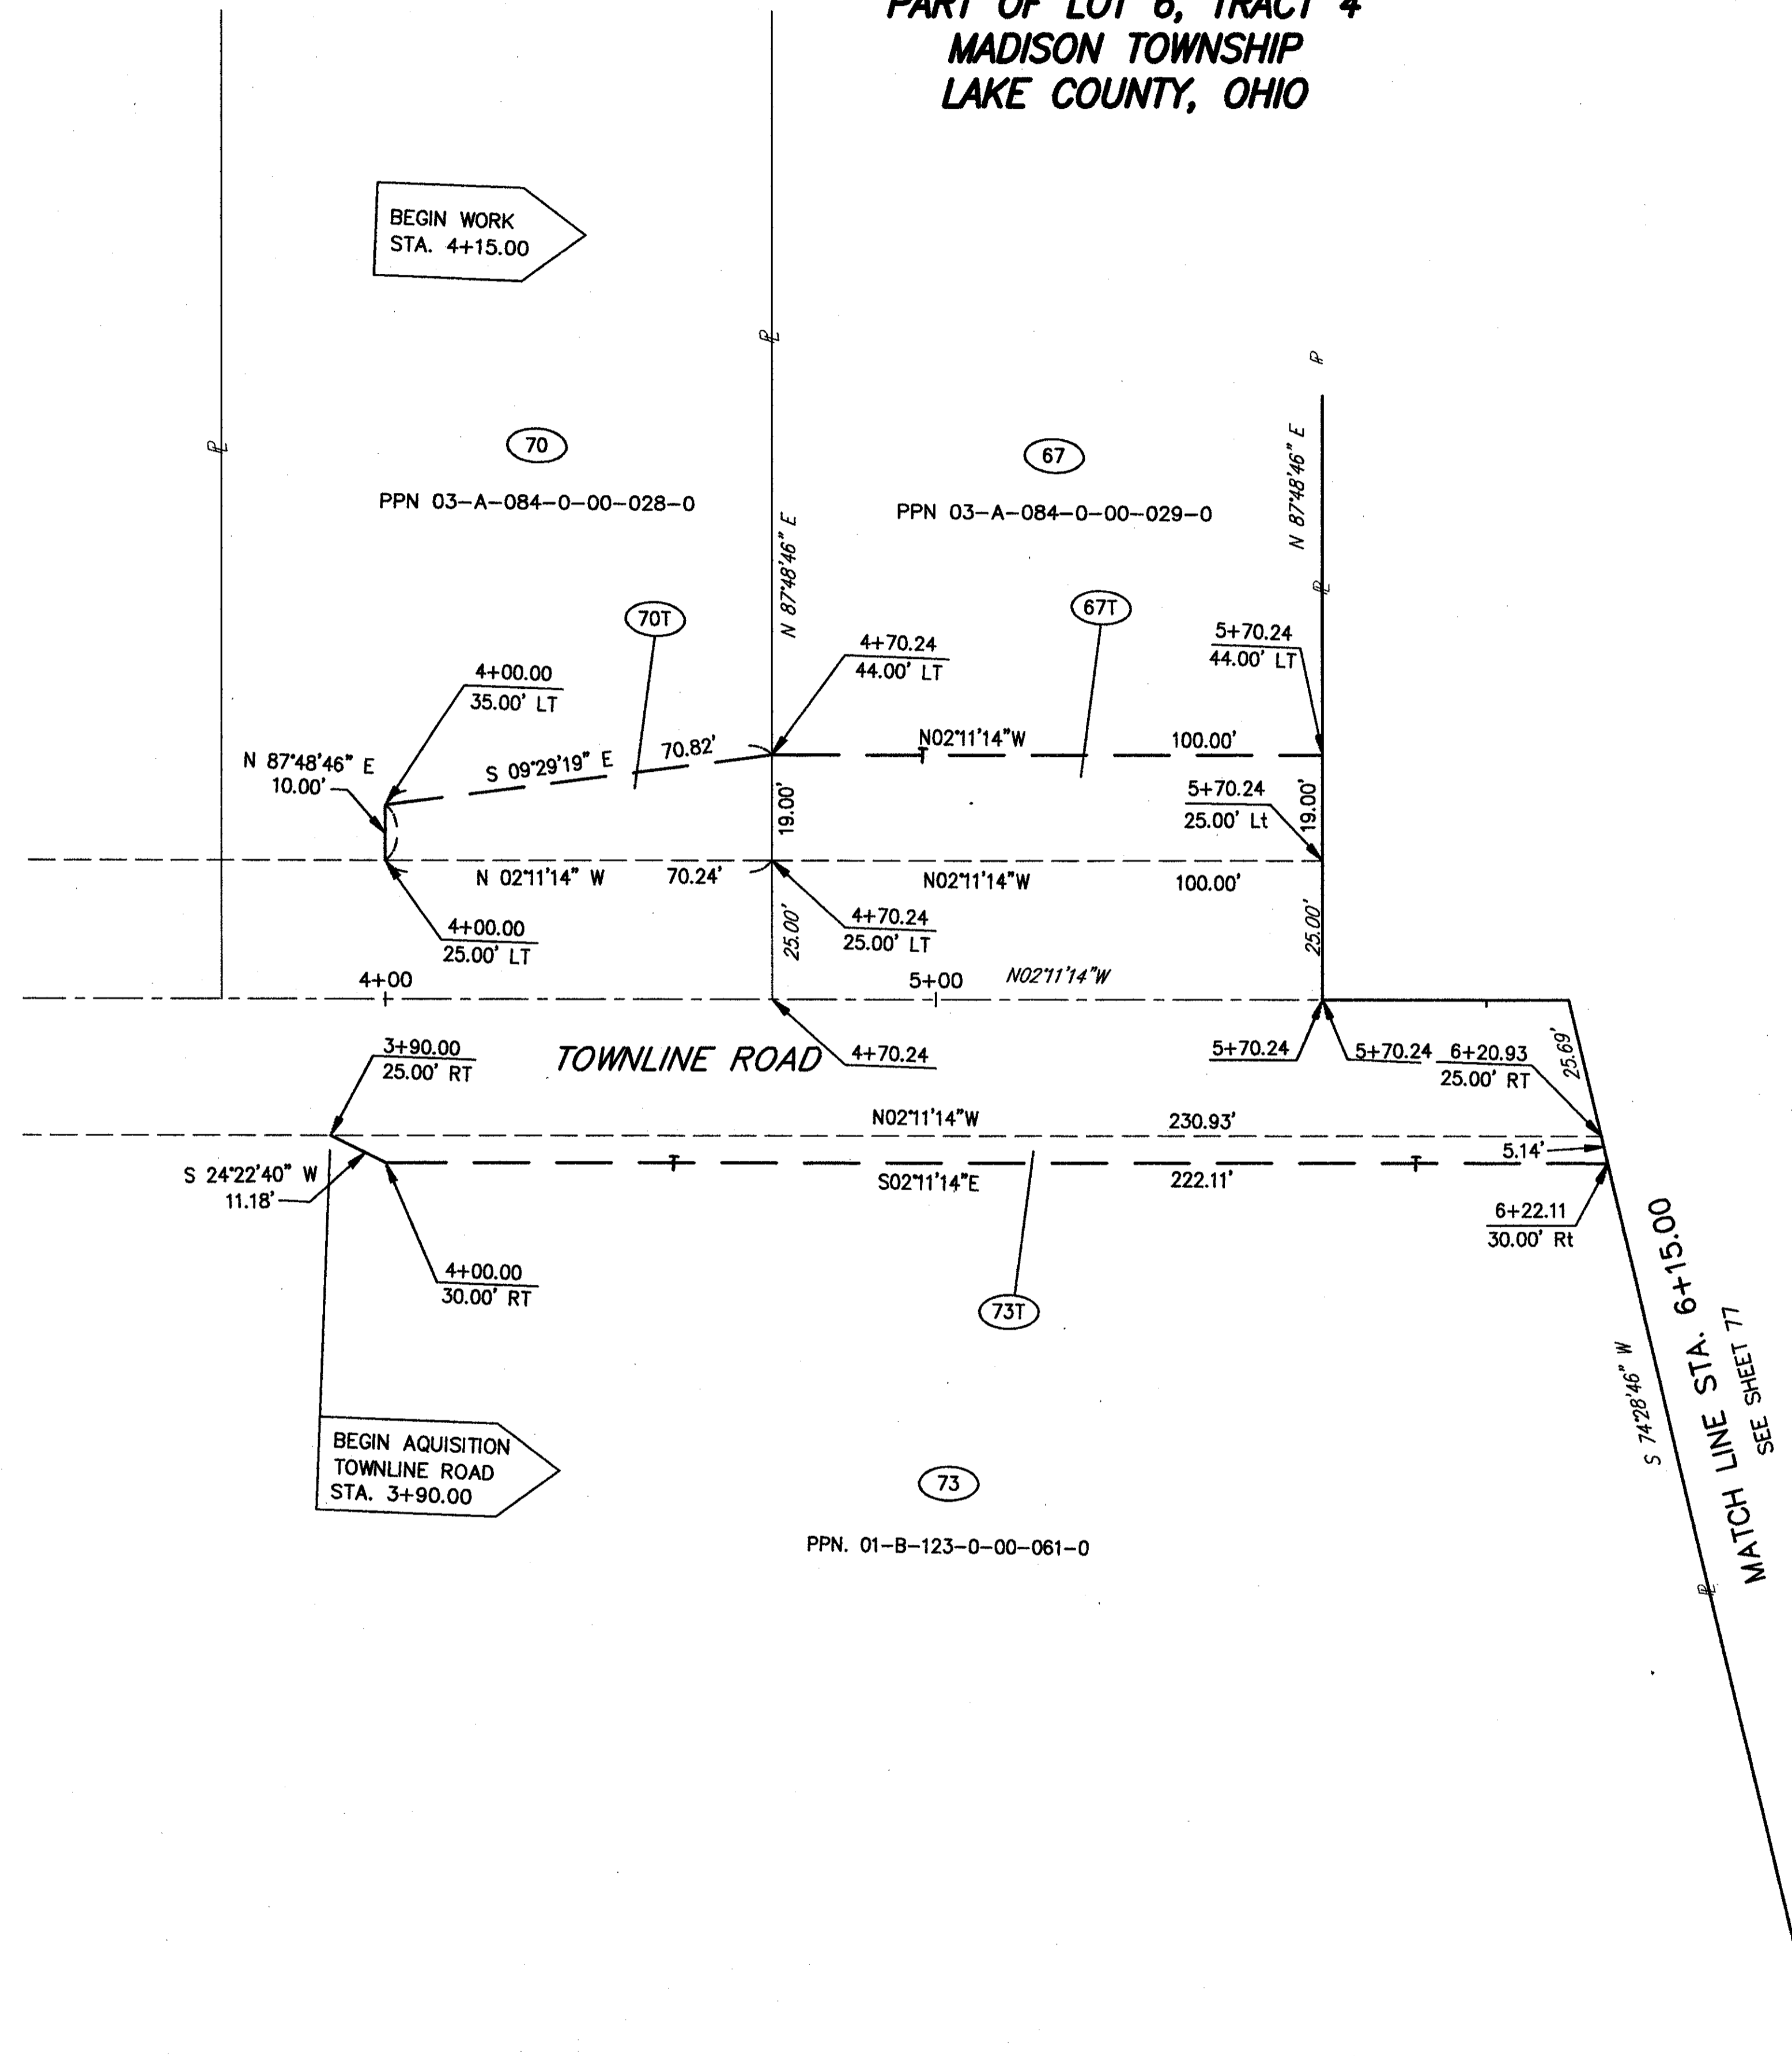 PART OF LOT 6, TRACT 4
MADISON TOWNSHIP
LAKE COUNTY, OHIO
BEGIN WORK
STA. 4+15.00
70
PPN 03-A-084-0-00-028-0
67
PPN 03-A-084-0-00-029-0
N 87°48'46" E
N 87°48'46" E
70T
67T
4+00.00
35.00' LT
4+70.24
44.00' LT
5+70.24
44.00' LT
N 87°48'46" E
10.00'
S 09°29'19" E
70.82'
N02°11'14"W
100.00'
19.00'
5+70.24
25.00' Lt
19.00'
N 02°11'14" W
70.24'
N02°11'14"W
100.00'
4+00.00
25.00' LT
25.00'
4+70.24
25.00' LT
25.00'
4+00
5+00
N02°11'14"W
3+90.00
25.00' RT
TOWNLINE ROAD
4+70.24
5+70.24
5+70.24
6+20.93
25.00' RT
25.69'
N02°11'14"W
230.93'
5.14'
S 24°22'40" W
11.18'
S02°11'14"E
222.11'
4+00.00
30.00' RT
6+22.11
30.00' Rt
73T
S 74°28'46" W
MATCH LINE STA. 6+15.00
SEE SHEET 77
BEGIN AQUISITION
TOWNLINE ROAD
STA. 3+90.00
73
PPN. 01-B-123-0-00-061-0